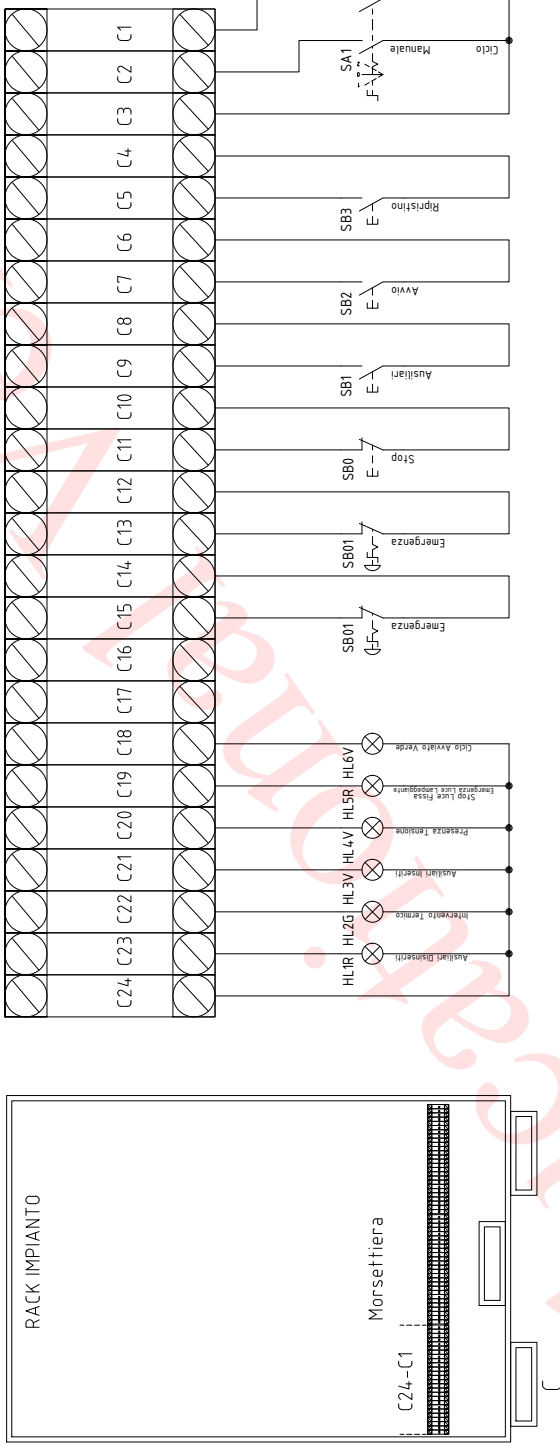 C1
C2
C3
C4
C5
C6
C7
C8
C9
C10
C11
C12
C13
C14
C15
C16
C17
C18
C19
C20
C21
C22
C23
C24
SA1
0
Manuale
Ciclo
SB3
Ripristino
SB2
Avvio
SB1
Ausiliari
SB0
Stop
SB01
Emergenza
SB01
Emergenza
HL6V
Ciclo Avviato Verde
HL5R
Stop Luce Fissa
Emergenza Luce Lampeggiante
HL4V
Presenza Tensione
HL3V
Ausiliari Inseriti
HL2G
Intervento Termico
HL1R
Ausiliari Disinseriti
RACK IMPIANTO
Morsettiera
C24-C1